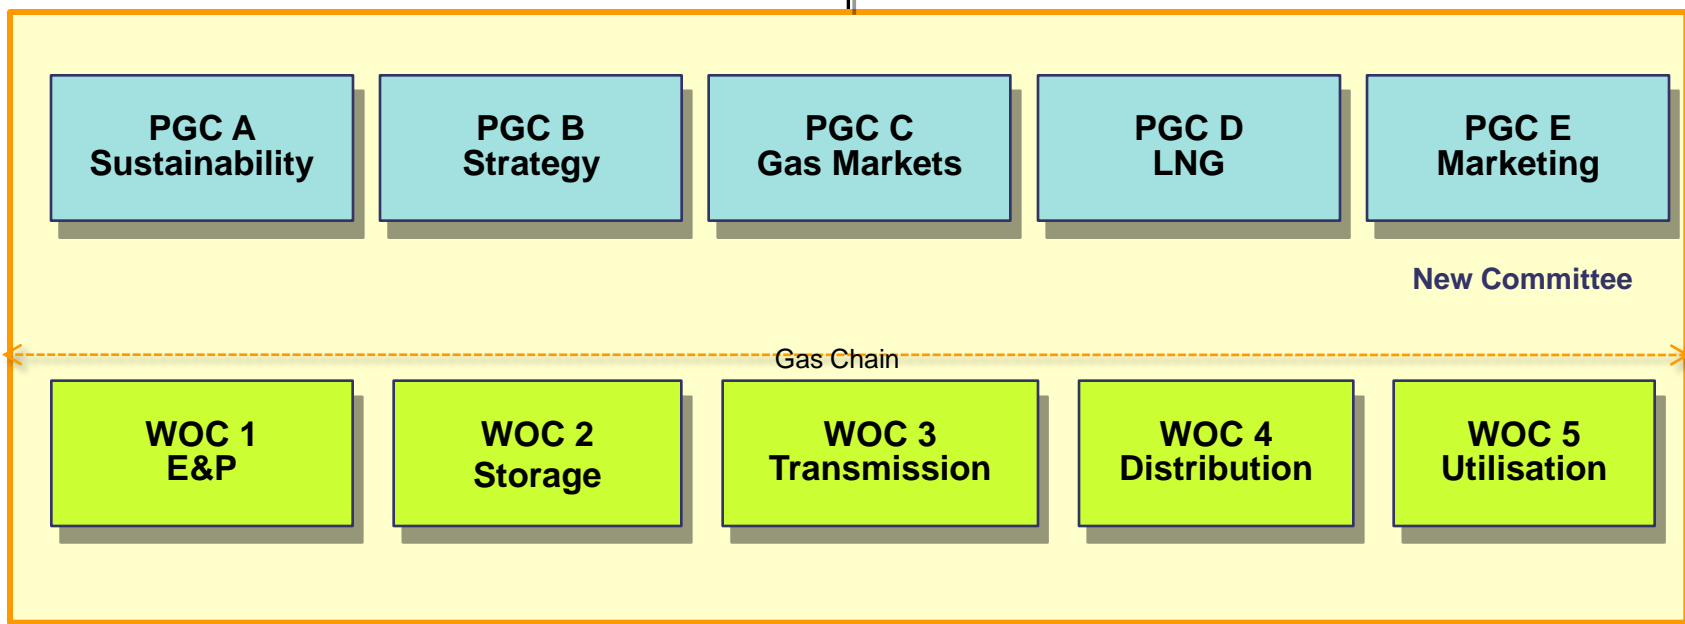 PGC A
Sustainability
PGC B
Strategy
PGC C
Gas Markets
PGC D
LNG
PGC E
Marketing
New Committee
Gas Chain
WOC 1
E&P
WOC 2
Storage
WOC 3
Transmission
WOC 4
Distribution
WOC 5
Utilisation